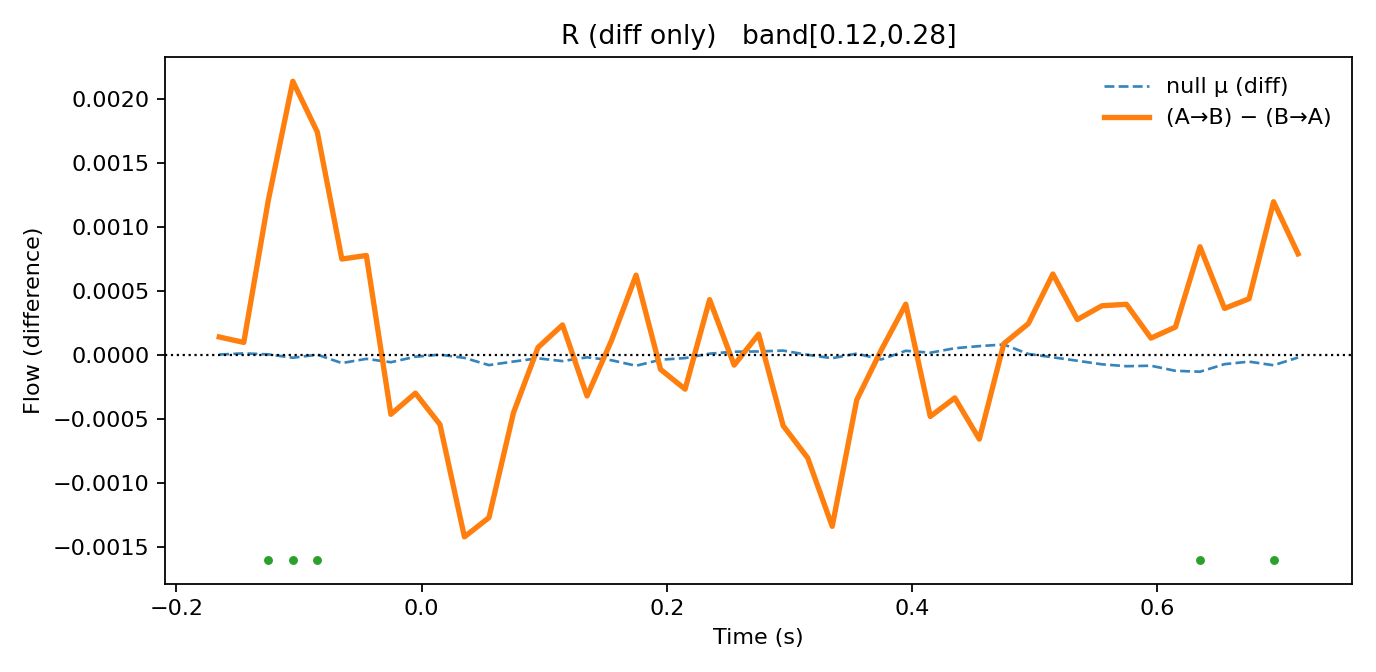 R (diff only)   band[0.12,0.28]
null μ (diff)
(A→B) − (B→A)
Flow (difference)
0.0020
0.0015
0.0010
0.0005
0.0000
−0.0005
−0.0010
−0.0015
−0.2
0.0
0.2
0.4
0.6
Time (s)